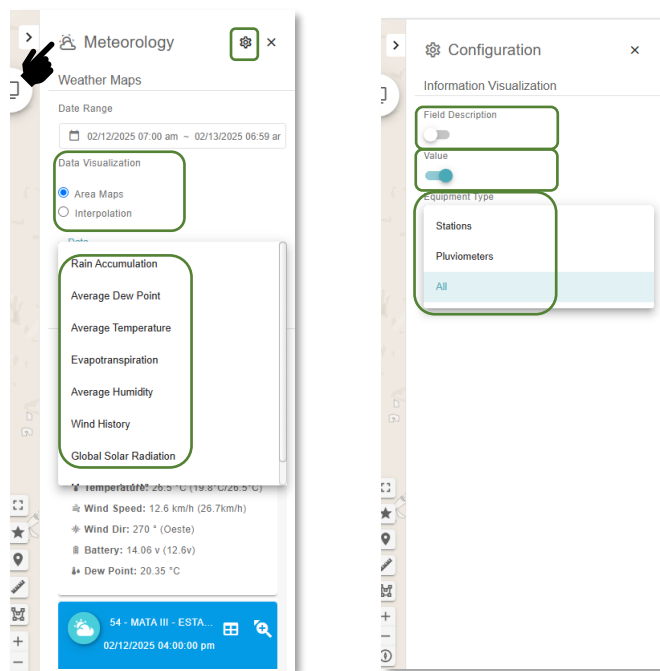 Meteorology
Weather Maps
Date Range
02/12/2025 07:00 am ~ 02/13/2025 06:59 ar
Data Visualization
Area Maps
Interpolation
Data
Rain Accumulation
Average Dew Point
Average Temperature
Evapotranspiration
Average Humidity
Wind History
Global Solar Radiation
Temperature: 26.5 °C (19.8°C/26.5°C)
Wind Speed: 12.6 km/h (26.7km/h)
Wind Dir: 270 ° (Oeste)
Battery: 14.06 v (12.6v)
Dew Point: 20.35 °C
54 - MATA III - ESTA...
02/12/2025 04:00:00 pm
Configuration
Information Visualization
Field Description
Value
Equipment Type
Stations
Pluviometers
All